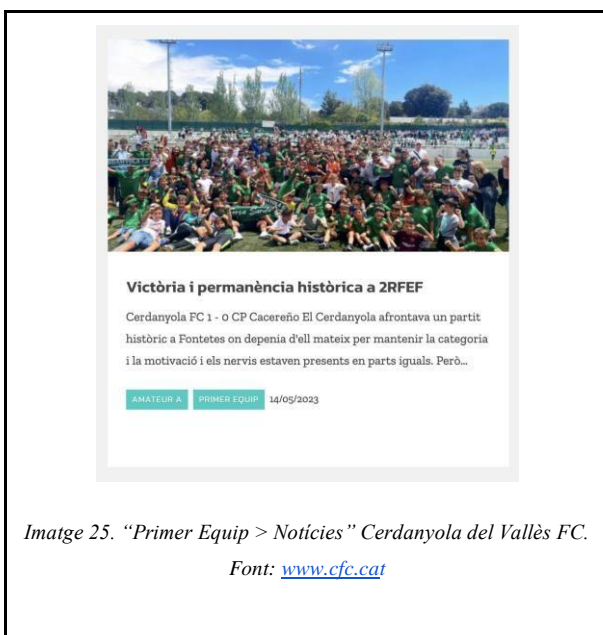 Victòria i permanència històrica a 2RFEF
Cerdanyola FC 1 - 0 CP Cacereño El Cerdanyola afrontava un partit
històric a Fontetes on depenia d'ell mateix per mantenir la categoria
i la motivació i els nervis estaven presents en parts iguals. Però...
AMATEUR A PRIMER EQUIP 14/05/2023
Imatge 25. “Primer Equip > Notícies” Cerdanyola del Vallès FC.
Font: www.cfc.cat